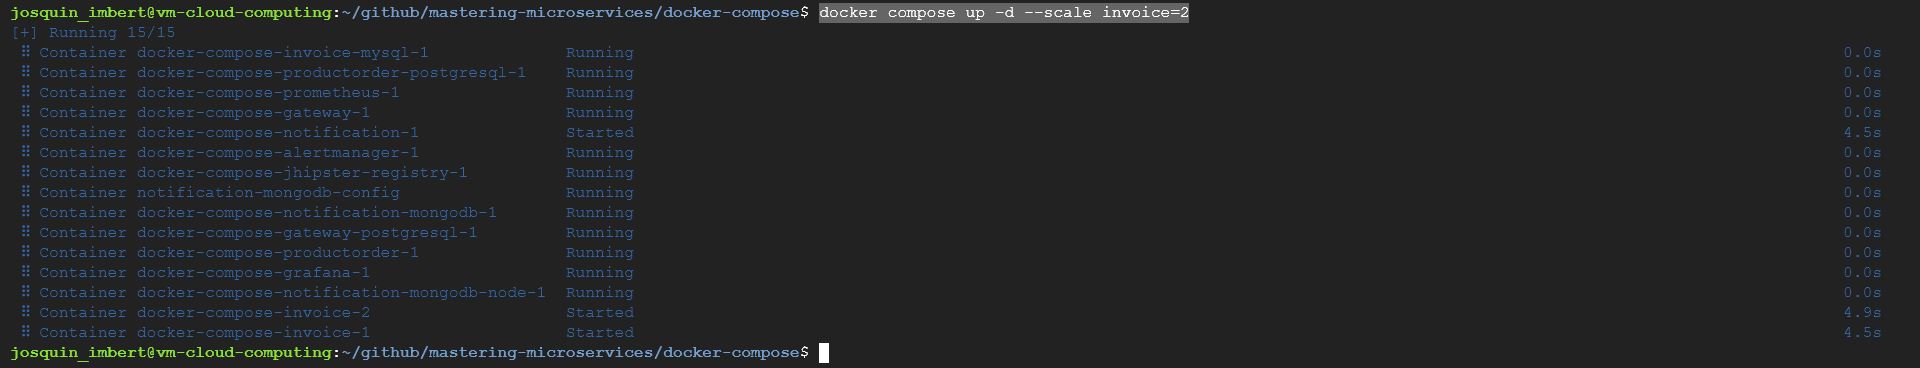 josquin_imbert@vm-cloud-computing:~/github/mastering-microservices/docker-compose$ docker compose up -d --scale invoice=2
[+] Running 15/15
⠿ Container docker-compose-invoice-mysql-1 Running 0.0s
⠿ Container docker-compose-productorder-postgresql-1 Running 0.0s
⠿ Container docker-compose-prometheus-1 Running 0.0s
⠿ Container docker-compose-gateway-1 Running 0.0s
⠿ Container docker-compose-notification-1 Started 4.5s
⠿ Container docker-compose-alertmanager-1 Running 0.0s
⠿ Container docker-compose-jhipster-registry-1 Running 0.0s
⠿ Container notification-mongodb-config Running 0.0s
⠿ Container docker-compose-notification-mongodb-1 Running 0.0s
⠿ Container docker-compose-gateway-postgresql-1 Running 0.0s
⠿ Container docker-compose-productorder-1 Running 0.0s
⠿ Container docker-compose-grafana-1 Running 0.0s
⠿ Container docker-compose-notification-mongodb-node-1 Running 0.0s
⠿ Container docker-compose-invoice-2 Started 4.9s
⠿ Container docker-compose-invoice-1 Started 4.5s
josquin_imbert@vm-cloud-computing:~/github/mastering-microservices/docker-compose$